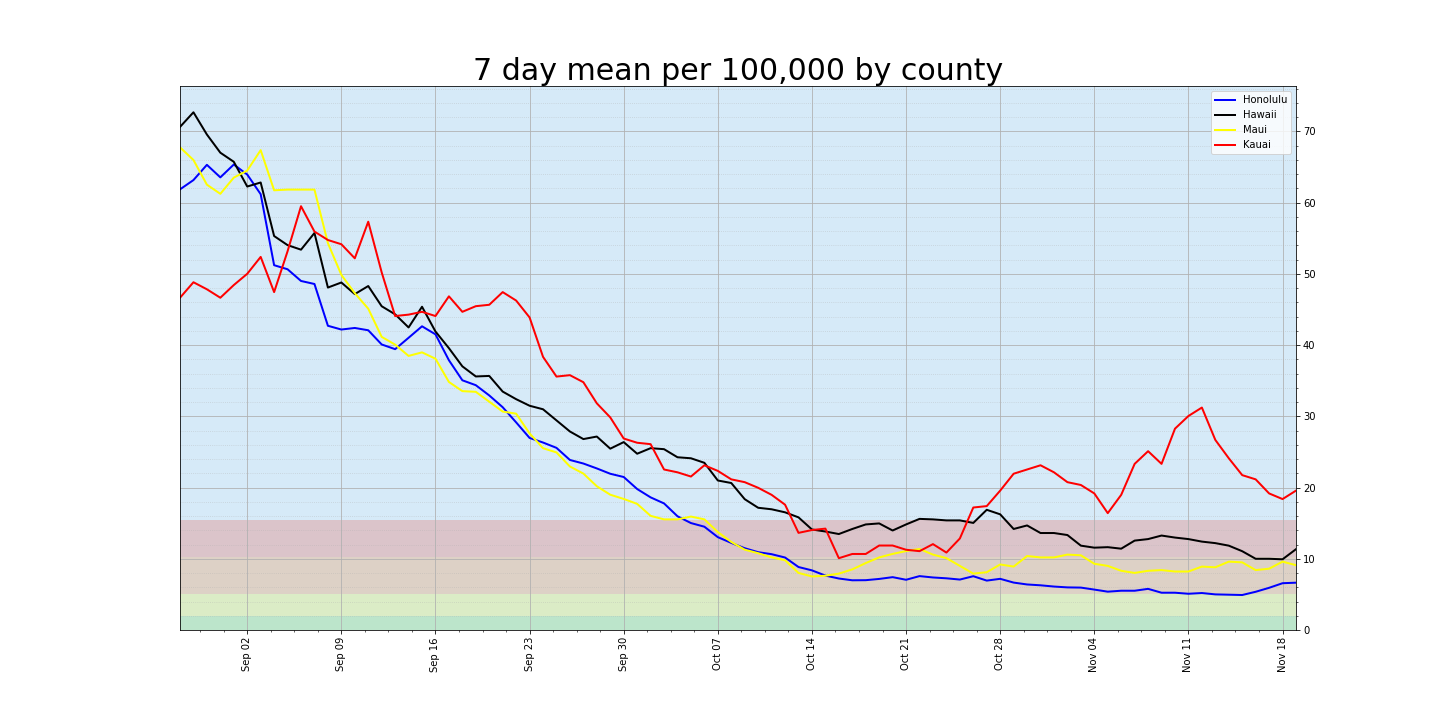 7 day mean per 100,000 by county
Honolulu
Hawaii
Maui
Kauai
70
60
50
40
30
20
10
0
Sep 02
Sep 09
Sep 16
Sep 23
Sep 30
Oct 07
Oct 14
Oct 21
Oct 28
Nov 04
Nov 11
Nov 18